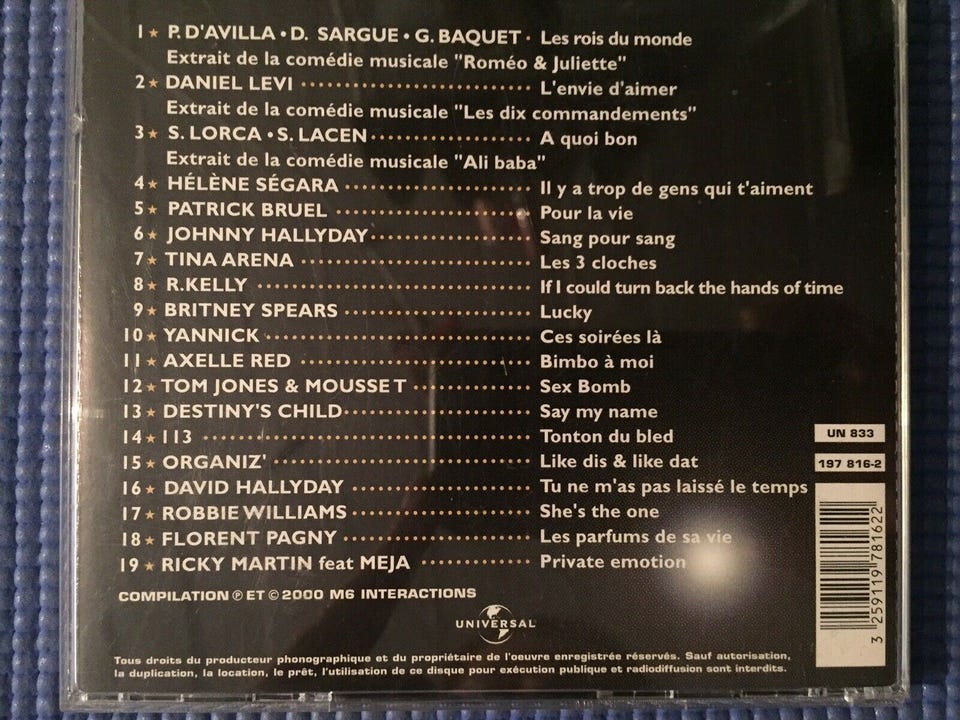 1★ P. D'AVILLA • D. SARGUE • G. BAQUET · Les rois du monde
Extrait de la comédie musicale "Roméo & Juliette"
2★ DANIEL LEVI .......................... L'envie d'aimer
Extrait de la comédie musicale "Les dix commandements"
3★ S. LORCA • S. LACEN .................. A quoi bon
Extrait de la comédie musicale "Ali baba"
4★ HÉLÈNE SÉGARA ..................... Il y a trop de gens qui t'aiment
5★ PATRICK BRUEL ...................... Pour la vie
6★ JOHNNY HALLYDAY .................. Sang pour sang
7★ TINA ARENA .......................... Les 3 cloches
8★ R.KELLY ............................... If I could turn back the hands of time
9★ BRITNEY SPEARS ..................... Lucky
10★ YANNICK .............................. Ces soirées là
11★ AXELLE RED .......................... Bimbo à moi
12★ TOM JONES & MOUSSE T ............. Sex Bomb
13★ DESTINY'S CHILD ..................... Say my name
14★ 113 .................................... Tonton du bled
15★ ORGANIZ' ............................. Like dis & like dat
16★ DAVID HALLYDAY .................... Tu ne m'as pas laissé le temps
17★ ROBBIE WILLIAMS .................... She's the one
18★ FLORENT PAGNY ..................... Les parfums de sa vie
19★ RICKY MARTIN feat MEJA ............ Private emotion
UN 833
197 816-2
3 259119 781622
COMPILATION ℗ ET © 2000 M6 INTERACTIONS
UNIVERSAL
Tous droits du producteur phonographique et du propriétaire de l'oeuvre enregistrée réservés. Sauf autorisation,
la duplication, la location, le prêt, l'utilisation de ce disque pour exécution publique et radiodiffusion sont interdits.